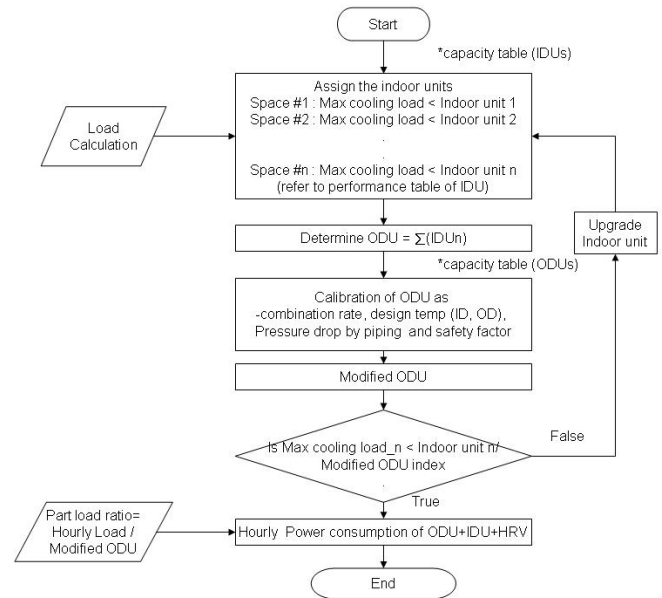 Start
*capacity table (IDUs)
Assign the indoor units
Space #1 : Max cooling load < Indoor unit 1
Space #2 : Max cooling load < Indoor unit 2
.
.
Space #n : Max cooling load < Indoor unit n
(refer to performance table of IDU)
Load
Calculation
Upgrade
Indoor unit
Determine ODU = ∑(IDUn)
*capacity table (ODUs)
Calibration of ODU as
-combination rate, design temp (ID, OD),
Pressure drop by piping and safety factor
Modified ODU
Is Max cooling load_n < Indoor unit n/
Modified ODU index
.
False
True
Part load ratio=
Hourly Load /
Modified ODU
Hourly Power consumption of ODU+IDU+HRV
End